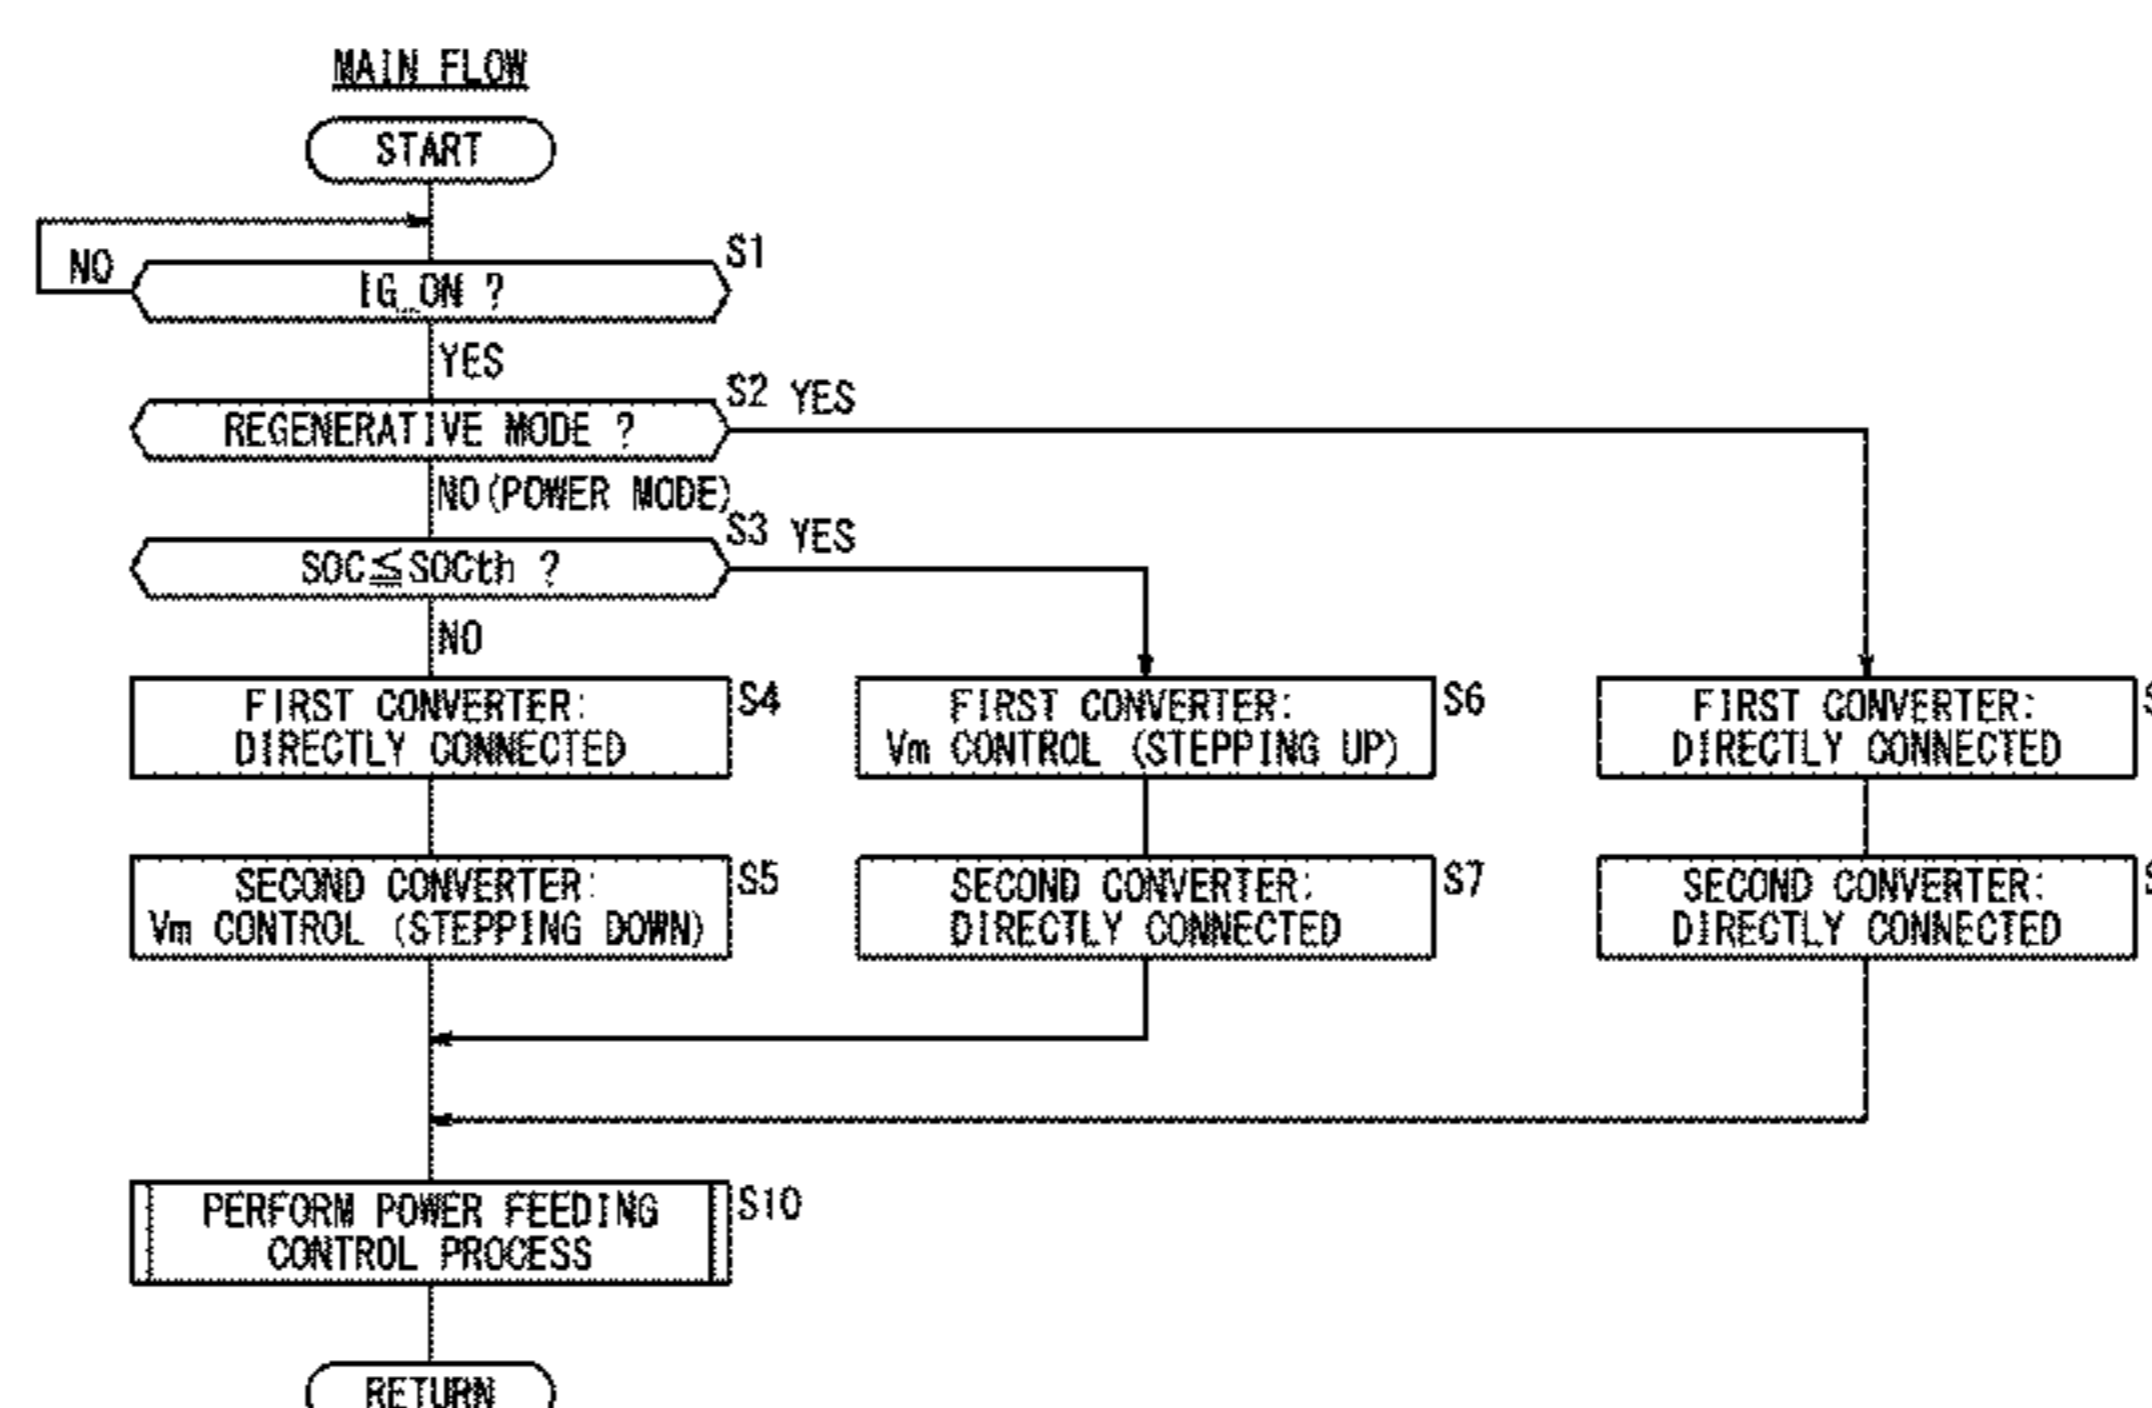 MAIN FLOW
START
NO
IG_ON ?
S1
YES
REGENERATIVE MODE ?
S2 YES
NO(POWER MODE)
SOC≦SOCth ?
S3 YES
NO
FIRST CONVERTER:
DIRECTLY CONNECTED
S4
FIRST CONVERTER:
Vm CONTROL (STEPPING UP)
S6
FIRST CONVERTER:
DIRECTLY CONNECTED
SECOND CONVERTER:
Vm CONTROL (STEPPING DOWN)
S5
SECOND CONVERTER:
DIRECTLY CONNECTED
S7
SECOND CONVERTER:
DIRECTLY CONNECTED
PERFORM POWER FEEDING
CONTROL PROCESS
S10
RETURN